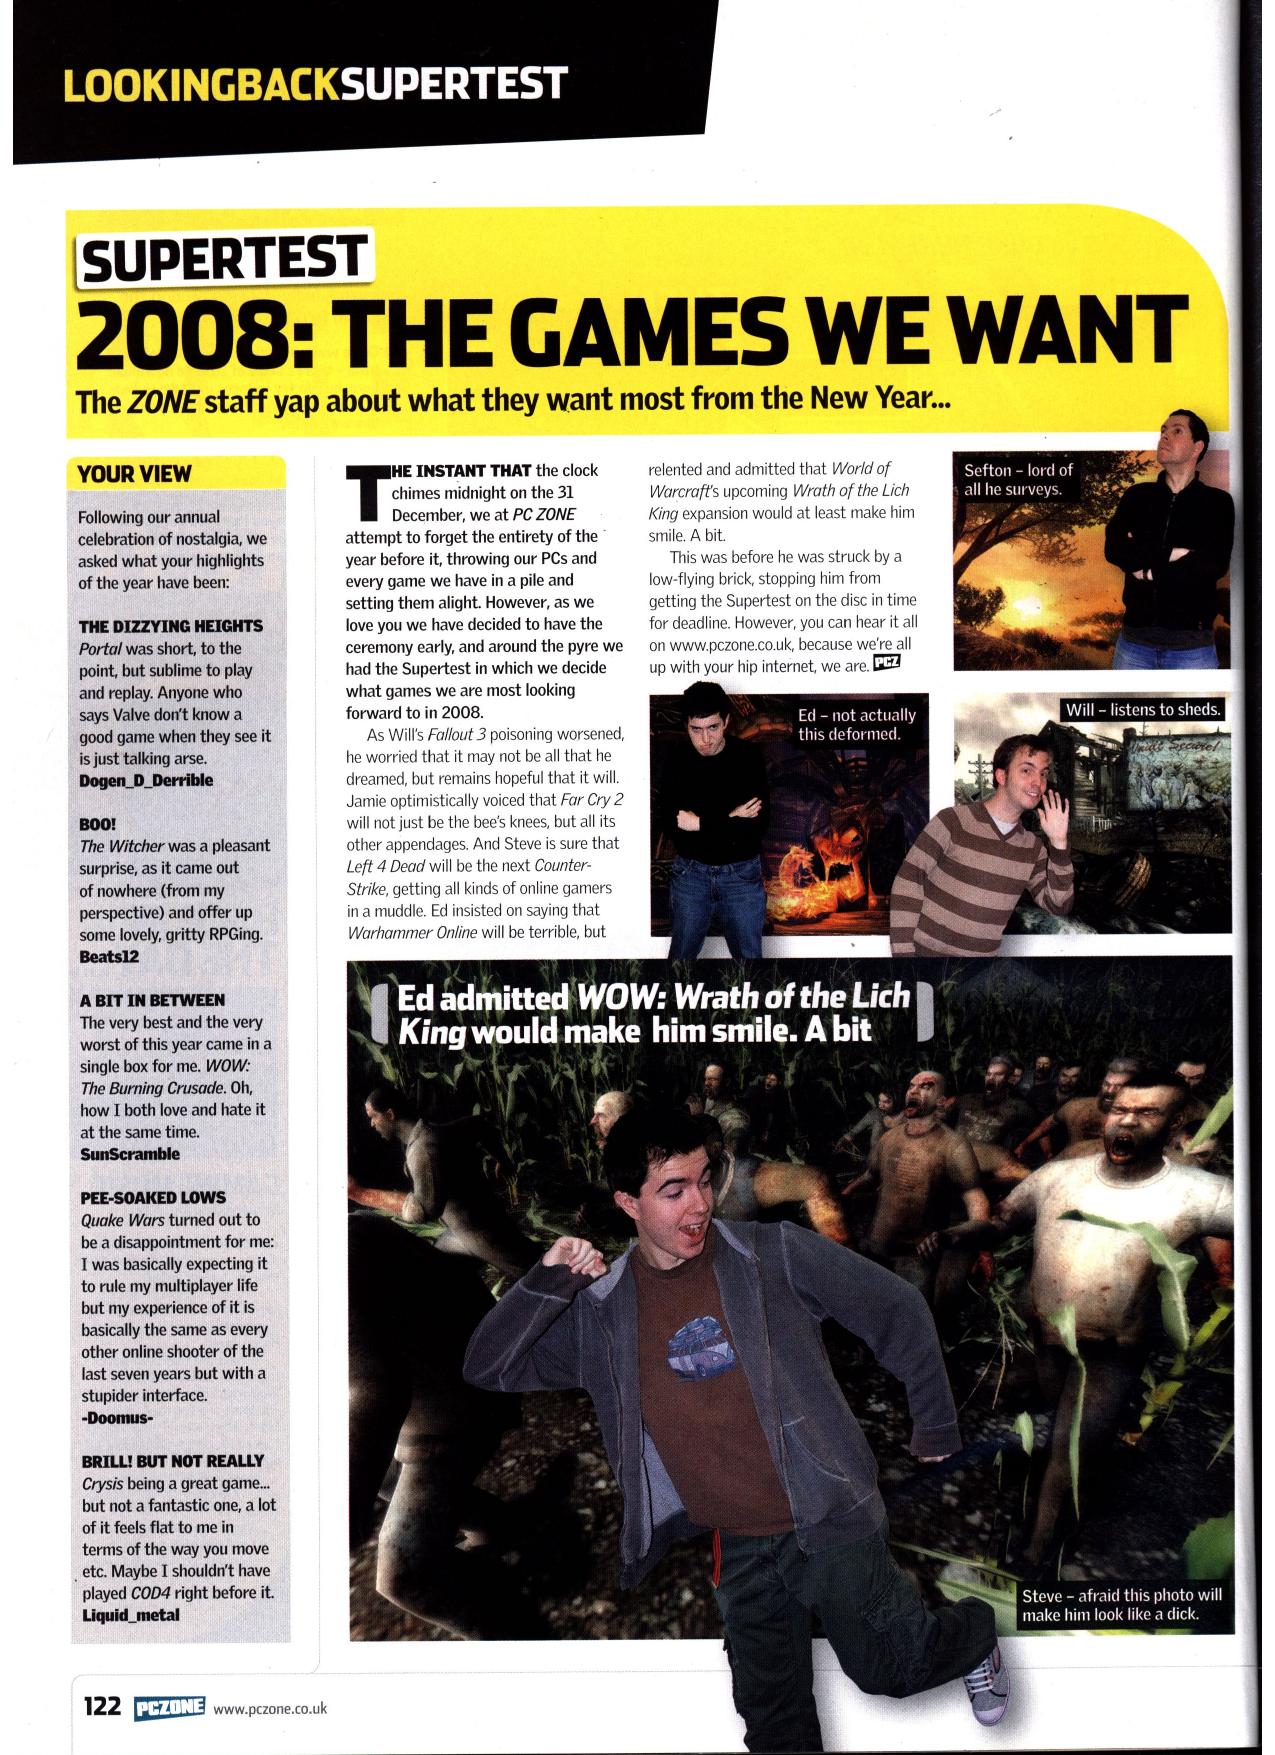 LOOKINGBACKSUPERTEST
SUPERTEST
2008: THE GAMES WE WANT
The ZONE staff yap about what they want most from the New Year...
YOUR VIEW
Following our annual
celebration of nostalgia, we
asked what your highlights
of the year have been:
THE DIZZYING HEIGHTS
Portal was short, to the
point, but sublime to play
and replay. Anyone who
says Valve don't know a
good game when they see it
is just talking arse.
Dogen_D_Derrible
BOO!
The Witcher was a pleasant
surprise, as it came out
of nowhere (from my
perspective) and offer up
some lovely, gritty RPGing.
Beats12
A BIT IN BETWEEN
The very best and the very
worst of this year came in a
single box for me. WOW:
The Burning Crusade. Oh,
how I both love and hate it
at the same time.
SunScramble
PEE-SOAKED LOWS
Quake Wars turned out to
be a disappointment for me:
I was basically expecting it
to rule my multiplayer life
but my experience of it is
basically the same as every
other online shooter of the
last seven years but with a
stupider interface.
-Doomus-
BRILL! BUT NOT REALLY
Crysis being a great game...
but not a fantastic one, a lot
of it feels flat to me in
terms of the way you move
etc. Maybe I shouldn't have
played COD4 right before it.
Liquid_metal
THE INSTANT THAT the clock
chimes midnight on the 31
December, we at PC ZONE
attempt to forget the entirety of the
year before it, throwing our PCs and
every game we have in a pile and
setting them alight. However, as we
love you we have decided to have the
ceremony early, and around the pyre we
had the Supertest in which we decide
what games we are most looking
forward to in 2008.
As Will's Fallout 3 poisoning worsened,
he worried that it may not be all that he
dreamed, but remains hopeful that it will.
Jamie optimistically voiced that Far Cry 2
will not just be the bee's knees, but all its
other appendages. And Steve is sure that
Left 4 Dead will be the next Counter-
Strike, getting all kinds of online gamers
in a muddle. Ed insisted on saying that
Warhammer Online will be terrible, but
relented and admitted that World of
Warcraft's upcoming Wrath of the Lich
King expansion would at least make him
smile. A bit.
This was before he was struck by a
low-flying brick, stopping him from
getting the Supertest on the disc in time
for deadline. However, you can hear it all
on www.pczone.co.uk, because we're all
up with your hip internet, we are. PCZ
Sefton – lord of
all he surveys.
Ed – not actually
this deformed.
Will – listens to sheds.
Vault Secure!
Ed admitted WOW: Wrath of the Lich
King would make him smile. A bit
Steve – afraid this photo will
make him look like a dick.
122 PCZONE www.pczone.co.uk